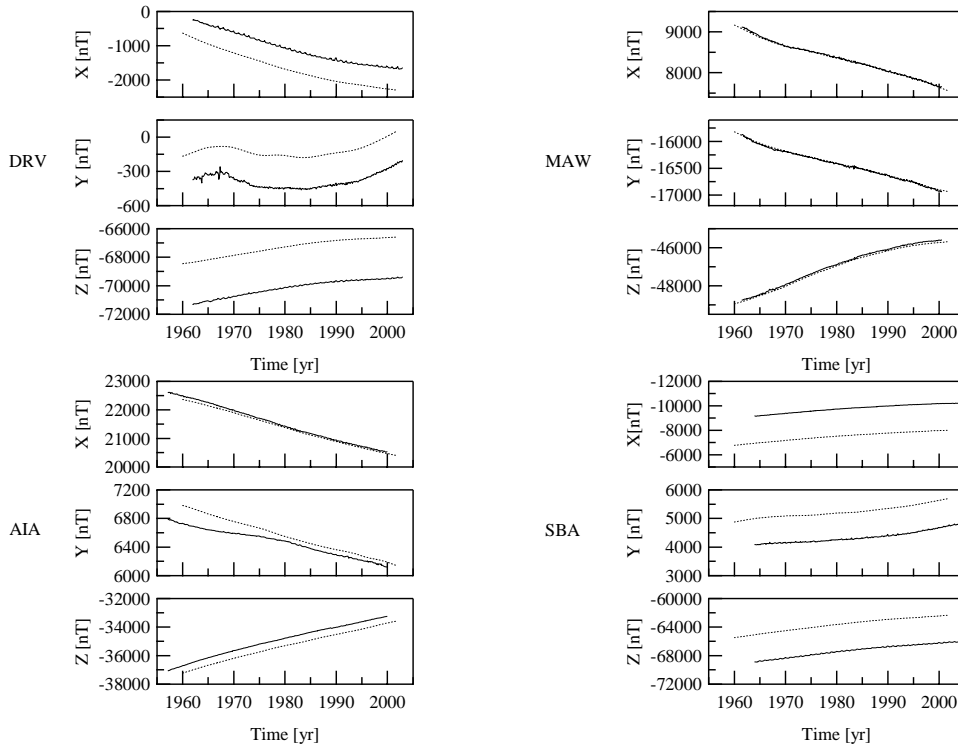 DRV
X [nT]
0
-1000
-2000
Y [nT]
0
-300
-600
Z [nT]
-66000
-68000
-70000
-72000
1960 1970 1980 1990 2000
Time [yr]
MAW
X [nT]
9000
8000
Y [nT]
-16000
-16500
-17000
Z [nT]
-46000
-48000
1960 1970 1980 1990 2000
Time [yr]
AIA
X [nT]
23000
22000
21000
20000
Y [nT]
7200
6800
6400
6000
Z [nT]
-32000
-34000
-36000
-38000
1960 1970 1980 1990 2000
Time [yr]
SBA
X[nT]
-12000
-10000
-8000
-6000
Y [nT]
6000
5000
4000
3000
Z [nT]
-60000
-64000
-68000
-72000
1960 1970 1980 1990 2000
Time [yr]